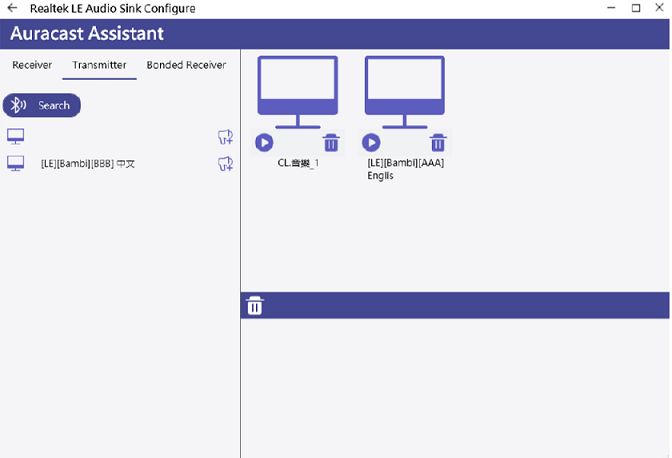 Realtek LE Audio Sink Configure
Auracast Assistant
Receiver
Transmitter
Bonded Receiver
Search
[LE][Bambi][BBB] 中文
CL.音樂_1
[LE][Bambi][AAA]
Englis